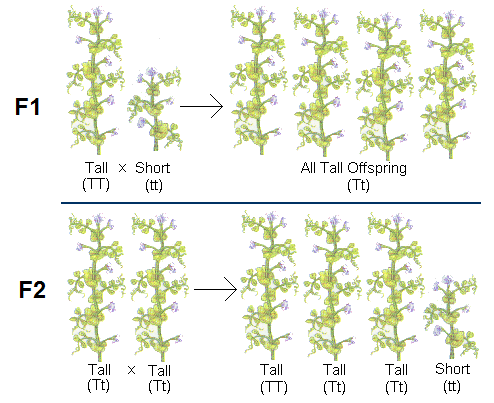 F1
Tall x Short
(TT) (tt)
All Tall Offspring
(Tt)
F2
Tall x Tall
(Tt) (Tt)
Tall Tall Tall Short
(TT) (Tt) (Tt) (tt)